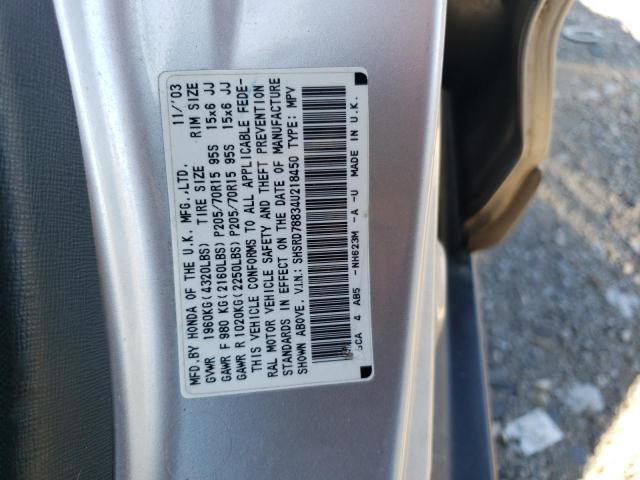 MFD.BY HONDA OF THE U.K. MFG.,LTD. 11/'03
GVWR 1960KG(4320LBS) TIRE SIZE RIM SIZE
GAWR F 980 KG(2160LBS) P205/70R15 95S 15x6 JJ
GAWR R 1020KG(2250LBS) P205/70R15 95S 15x6 JJ
THIS VEHICLE CONFORMS TO ALL APPLICABLE FEDE-
RAL MOTOR VEHICLE SAFETY AND THEFT PREVENTION
STANDARDS IN EFFECT ON THE DATE OF MANUFACTURE
SHOWN ABOVE. V.I.N.: SHSRD78834U218450 TYPE: MPV
SCA 4 AB5 -NH623M -A -U MADE IN U.K.